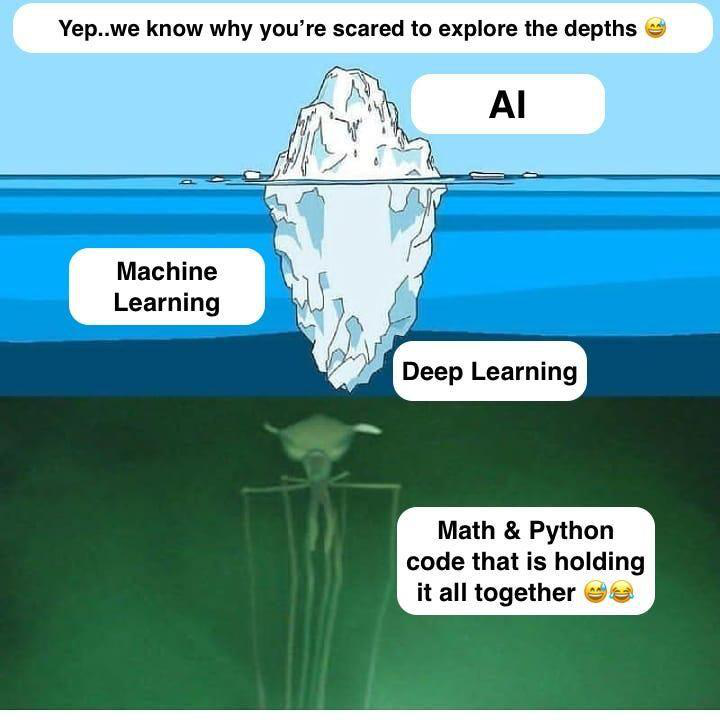 Yep..we know why you’re scared to explore the depths 😅
AI
Machine
Learning
Deep Learning
Math & Python
code that is holding
it all together 😅😂